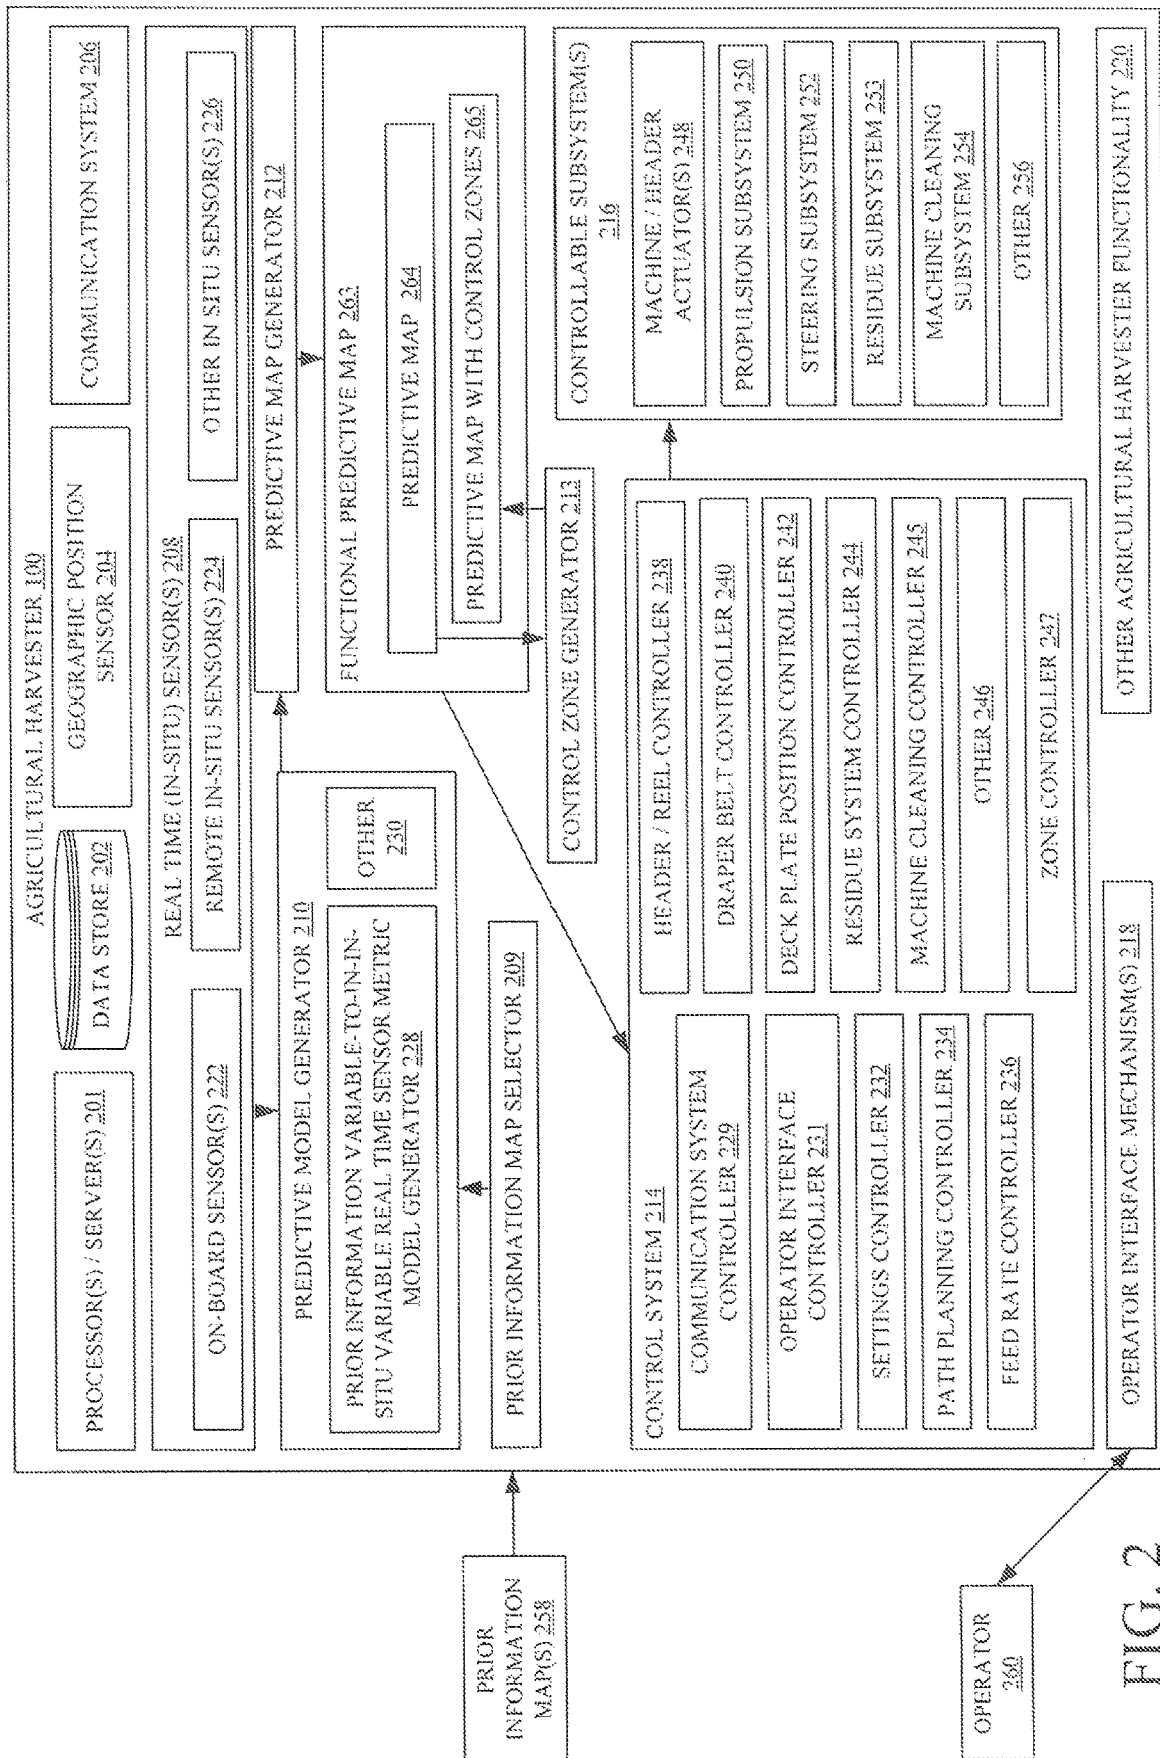 AGRICULTURAL HARVESTER 100
PROCESSOR(S) / SERVER(S) 201
DATA STORE 202
GEOGRAPHIC POSITION
SENSOR 204
COMMUNICATION SYSTEM 206
REAL TIME (IN-SITU) SENSOR(S) 208
ON-BOARD SENSOR(S) 222
REMOTE IN-SITU SENSOR(S) 224
OTHER IN SITU SENSOR(S) 226
PREDICTIVE MODEL GENERATOR 210
PRIOR INFORMATION VARIABLE-TO-IN-
SITU VARIABLE REAL TIME SENSOR METRIC
MODEL GENERATOR 228
OTHER
230
PREDICTIVE MAP GENERATOR 212
PRIOR INFORMATION MAP SELECTOR 209
FUNCTIONAL PREDICTIVE MAP 263
PREDICTIVE MAP 264
PREDICTIVE MAP WITH CONTROL ZONES 265
CONTROL ZONE GENERATOR 213
PRIOR
INFORMATION
MAP(S) 258
CONTROL SYSTEM 214
COMMUNICATION SYSTEM
CONTROLLER 229
OPERATOR INTERFACE
CONTROLLER 231
SETTINGS CONTROLLER 232
PATH PLANNING CONTROLLER 234
FEED RATE CONTROLLER 236
HEADER / REEL CONTROLLER 238
DRAPER BELT CONTROLLER 240
DECK PLATE POSITION CONTROLLER 242
RESIDUE SYSTEM CONTROLLER 244
MACHINE CLEANING CONTROLLER 245
OTHER 246
ZONE CONTROLLER 247
CONTROLLABLE SUBSYSTEM(S)
216
MACHINE / HEADER
ACTUATOR(S) 248
PROPULSION SUBSYSTEM 250
STEERING SUBSYSTEM 252
RESIDUE SUBSYSTEM 253
MACHINE CLEANING
SUBSYSTEM 254
OTHER 256
OPERATOR
260
OPERATOR INTERFACE MECHANISM(S) 218
OTHER AGRICULTURAL HARVESTER FUNCTIONALITY 220
FIG. 2